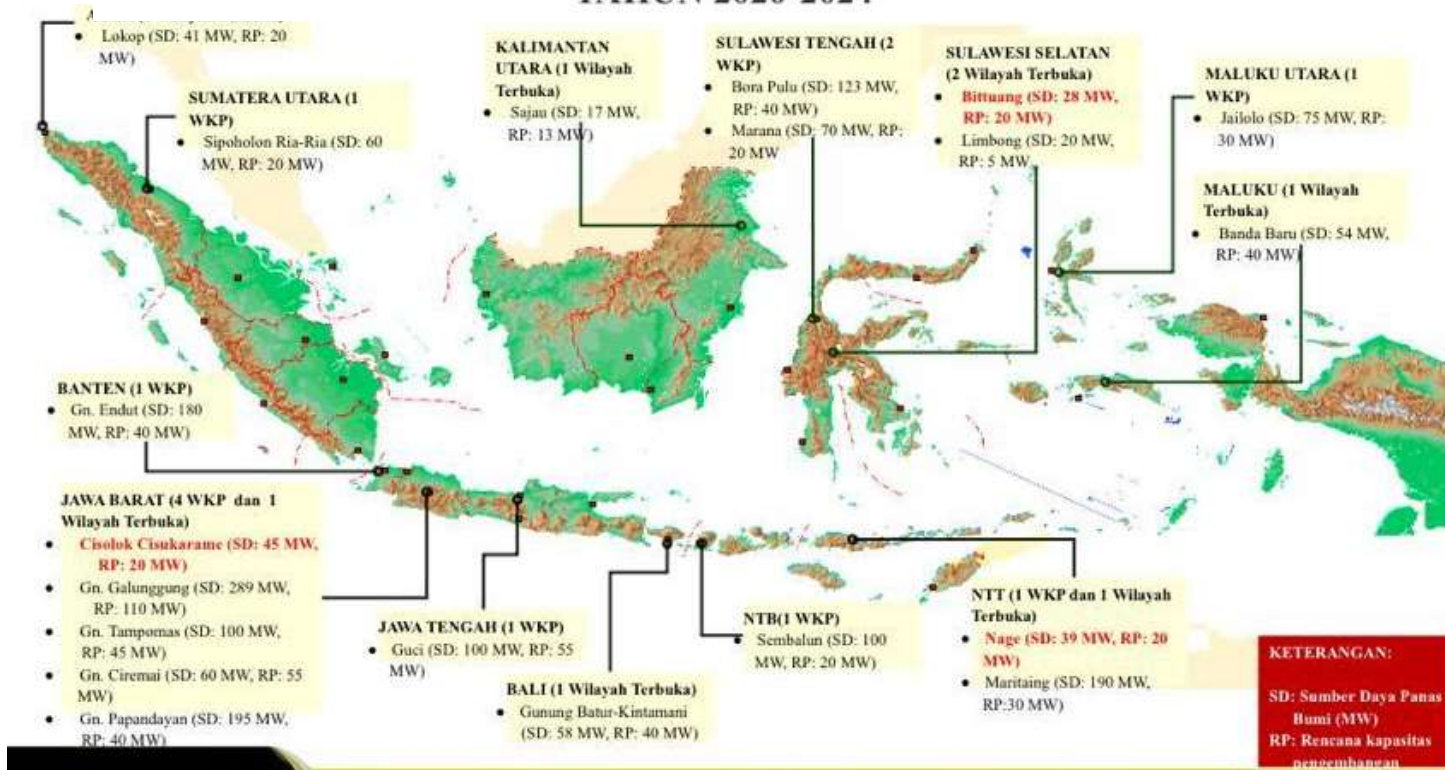 TAHUN 2020-2024
• Lokop (SD: 41 MW, RP: 20
MW)
SUMATERA UTARA (1
WKP)
• Sipoholon Ria-Ria (SD: 60
MW, RP: 20 MW)
KALIMANTAN
UTARA (1 Wilayah
Terbuka)
• Sajau (SD: 17 MW,
RP: 13 MW)
SULAWESI TENGAH (2
WKP)
• Bora Pulu (SD: 123 MW,
RP: 40 MW)
• Marana (SD: 70 MW, RP:
20 MW
SULAWESI SELATAN
(2 Wilayah Terbuka)
• Bittuang (SD: 28 MW,
RP: 20 MW)
• Limbong (SD: 20 MW,
RP: 5 MW
MALUKU UTARA (1
WKP)
• Jailolo (SD: 75 MW, RP:
30 MW)
MALUKU (1 Wilayah
Terbuka)
• Banda Baru (SD: 54 MW,
RP: 40 MW)
BANTEN (1 WKP)
• Gn. Endut (SD: 180
MW, RP: 40 MW)
JAWA BARAT (4 WKP dan 1
Wilayah Terbuka)
• Cisolok Cisukarame (SD: 45 MW,
RP: 20 MW)
• Gn. Galunggung (SD: 289 MW,
RP: 110 MW)
• Gn. Tampomas (SD: 100 MW,
RP: 45 MW)
• Gn. Ciremai (SD: 60 MW, RP: 55
MW)
• Gn. Papandayan (SD: 195 MW,
RP: 40 MW)
JAWA TENGAH (1 WKP)
• Guci (SD: 100 MW, RP: 55
MW)
BALI (1 Wilayah Terbuka)
• Gunung Batur-Kintamani
(SD: 58 MW, RP: 40 MW)
NTB(1 WKP)
• Sembalun (SD: 100
MW, RP: 20 MW)
NTT (1 WKP dan 1 Wilayah
Terbuka)
• Nage (SD: 39 MW, RP: 20
MW)
• Maritaing (SD: 190 MW,
RP:30 MW)
KETERANGAN:
SD: Sumber Daya Panas
Bumi (MW)
RP: Rencana kapasitas
pengembangan